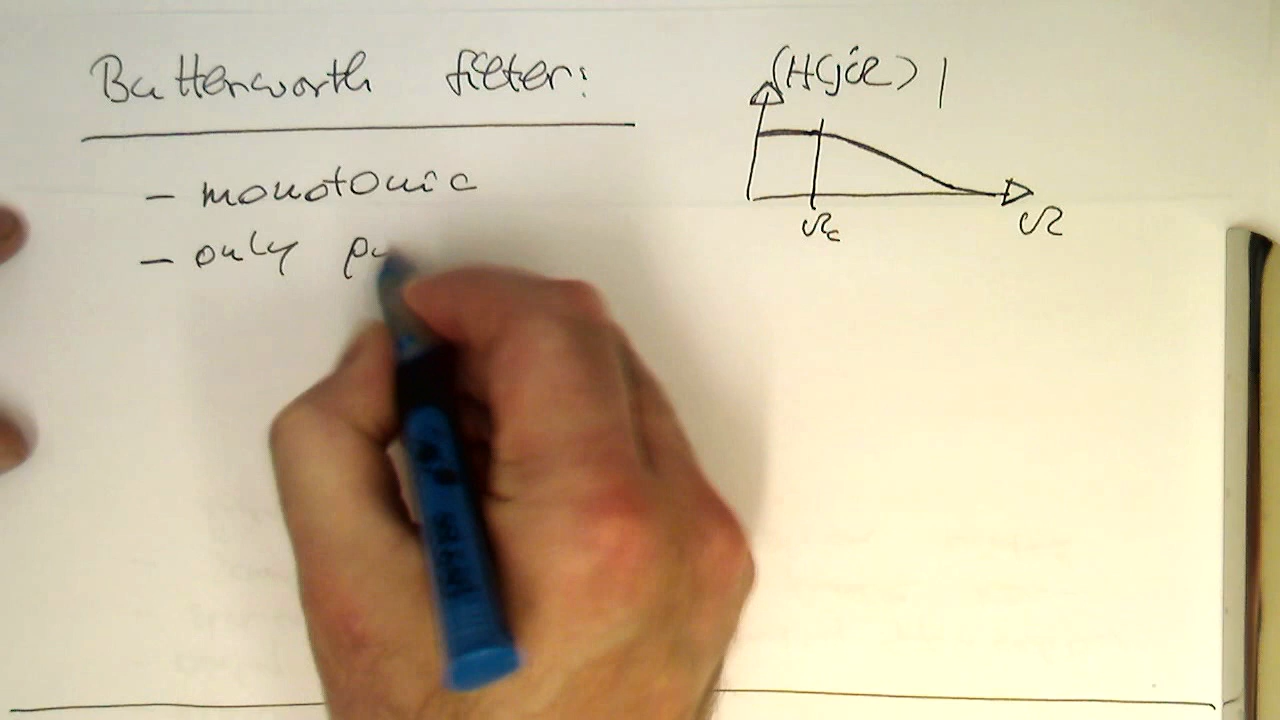 Butterworth filter:
|H(jΩ)|
- monotonic
- only
Ωc
Ω